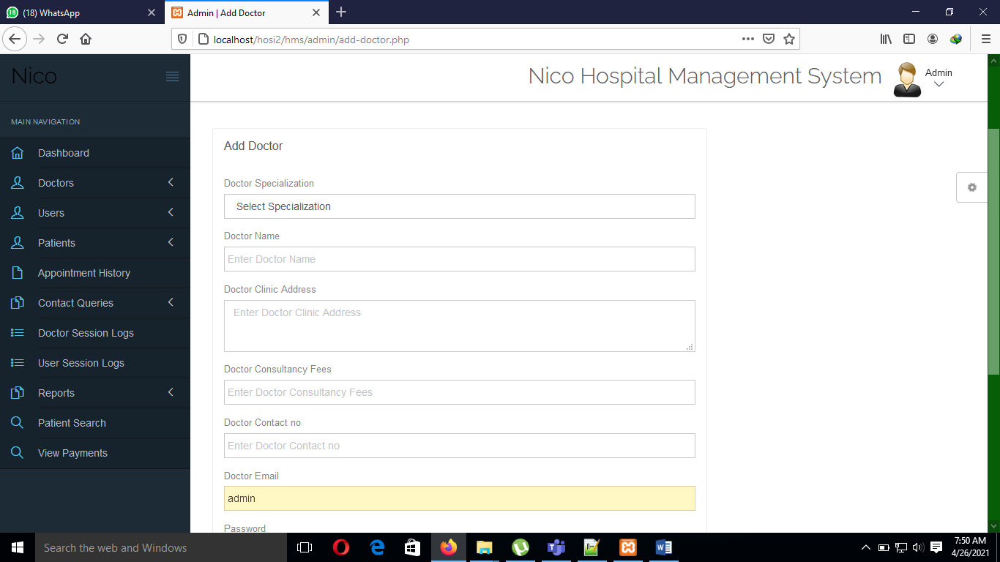 (18) WhatsApp
Admin | Add Doctor
localhost/hosi2/hms/admin/add-doctor.php
Nico
Nico Hospital Management System
Admin
MAIN NAVIGATION
Dashboard
Doctors
Users
Patients
Appointment History
Contact Queries
Doctor Session Logs
User Session Logs
Reports
Patient Search
View Payments
Add Doctor
Doctor Specialization
Select Specialization
Doctor Name
Enter Doctor Name
Doctor Clinic Address
Enter Doctor Clinic Address
Doctor Consultancy Fees
Enter Doctor Consultancy Fees
Doctor Contact no
Enter Doctor Contact no
Doctor Email
admin
Password
Search the web and Windows
7:50 AM
4/26/2021